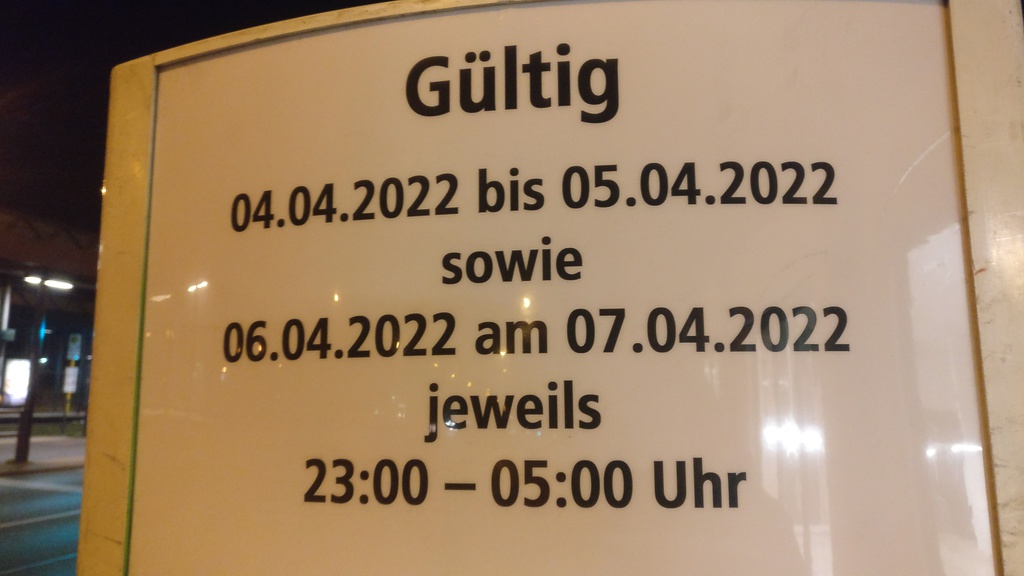 Gültig
04.04.2022 bis 05.04.2022
sowie
06.04.2022 am 07.04.2022
jeweils
23:00 – 05:00 Uhr